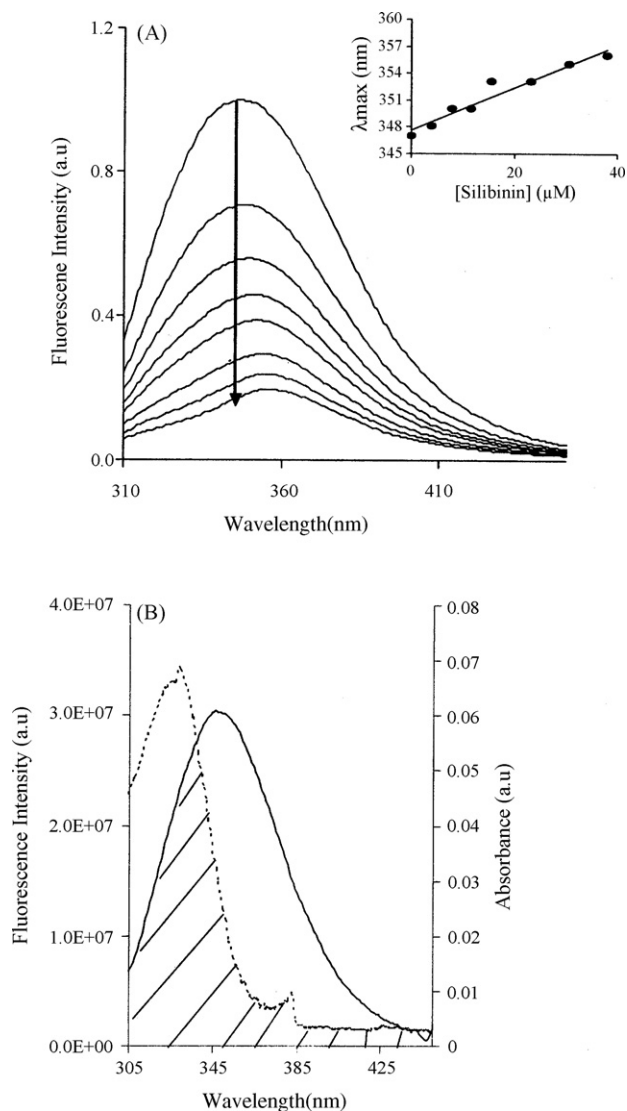 (A)
1.2
0.8
0.4
0.0
Fluorescene Intensity (a.u)
310
360
410
Wavelength(nm)
360
357
354
351
348
345
λmax (nm)
0
20
40
[Silibinin] (µM)
(B)
4.0E+07
3.0E+07
2.0E+07
1.0E+07
0.0E+00
Fluorescence Intensity (a.u)
0.08
0.07
0.06
0.05
0.04
0.03
0.02
0.01
0
Absorbance (a.u)
305
345
385
425
Wavelength(nm)